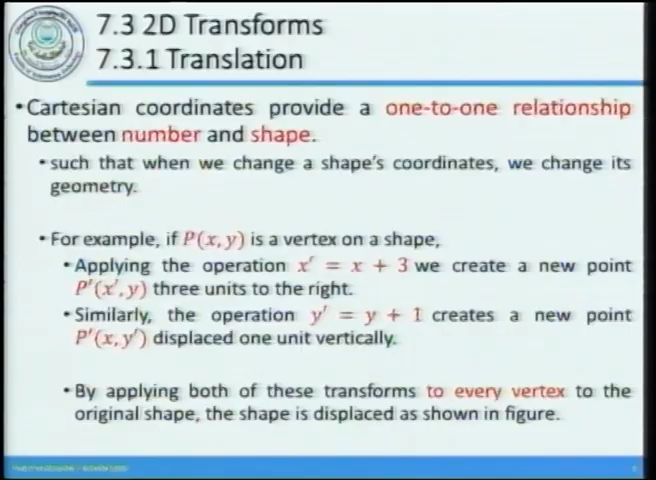 7.3 2D Transforms
7.3.1 Translation
•Cartesian coordinates provide a one-to-one relationship
between number and shape.
•such that when we change a shape's coordinates, we change its
geometry.
•For example, if P(x, y) is a vertex on a shape,
•Applying the operation x′ = x + 3 we create a new point
P′(x′, y) three units to the right.
•Similarly, the operation y′ = y + 1 creates a new point
P′(x, y′) displaced one unit vertically.
•By applying both of these transforms to every vertex to the
original shape, the shape is displaced as shown in figure.